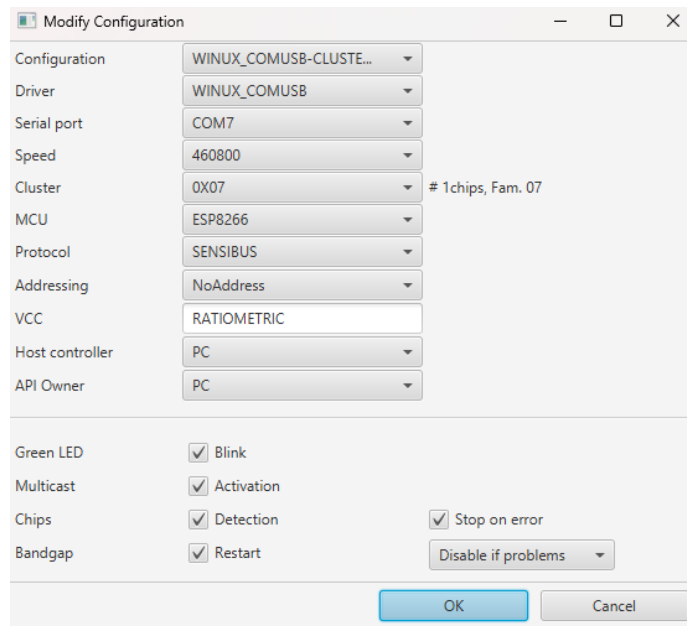 Modify Configuration
Configuration WINUX_COMUSB-CLUSTE...
Driver WINUX_COMUSB
Serial port COM7
Speed 460800
Cluster 0X07 # 1chips, Fam. 07
MCU ESP8266
Protocol SENSIBUS
Addressing NoAddress
VCC RATIOMETRIC
Host controller PC
API Owner PC
Green LED Blink
Multicast Activation
Chips Detection Stop on error
Bandgap Restart Disable if problems
OK Cancel